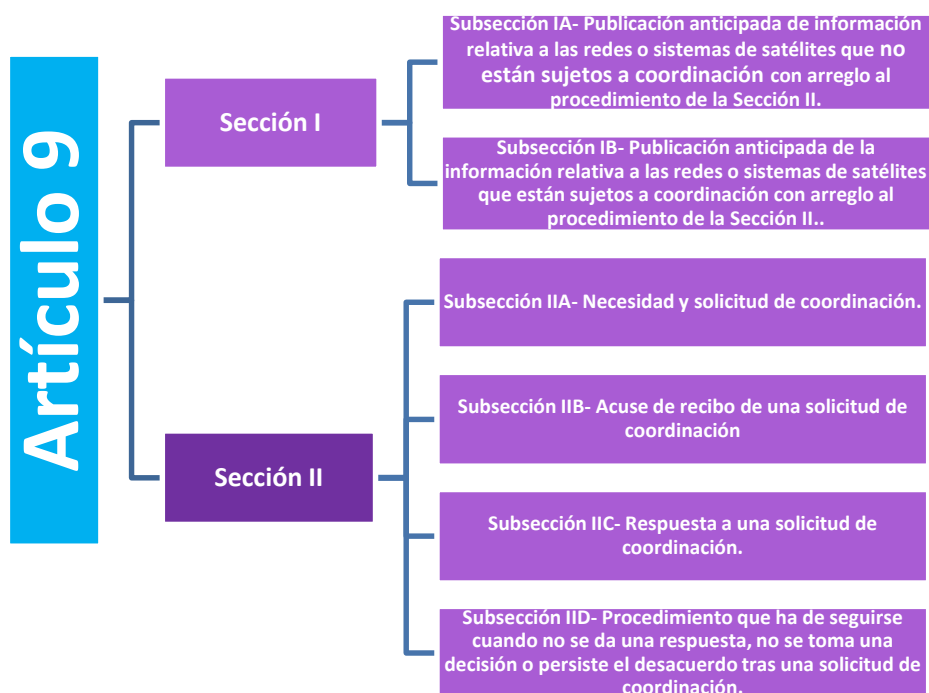 Artículo 9
Sección I
Subsección IA- Publicación anticipada de información
relativa a las redes o sistemas de satélites que no
están sujetos a coordinación con arreglo al
procedimiento de la Sección II.
Subsección IB- Publicación anticipada de la
información relativa a las redes o sistemas de satélites
que están sujetos a coordinación con arreglo al
procedimiento de la Sección II..
Sección II
Subsección IIA- Necesidad y solicitud de coordinación.
Subsección IIB- Acuse de recibo de una solicitud de
coordinación
Subsección IIC- Respuesta a una solicitud de
coordinación.
Subsección IID- Procedimiento que ha de seguirse
cuando no se da una respuesta, no se toma una
decisión o persiste el desacuerdo tras una solicitud de
coordinación.